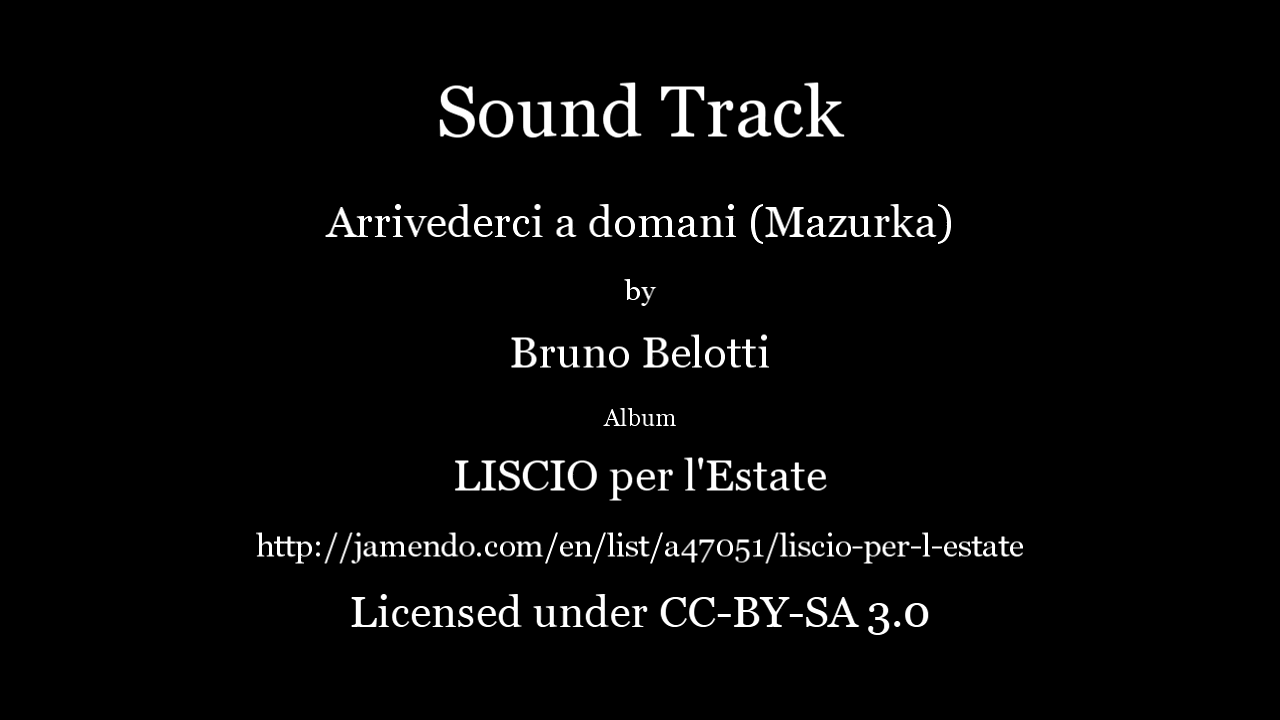 Sound Track
Arrivederci a domani (Mazurka)
by
Bruno Belotti
Album
LISCIO per l'Estate
http://jamendo.com/en/list/a47051/liscio-per-l-estate
Licensed under CC-BY-SA 3.0